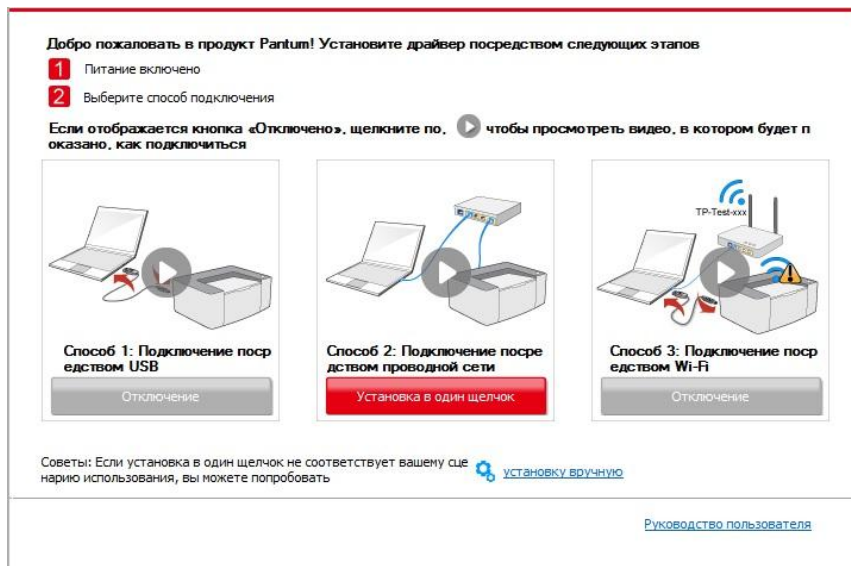 Добро пожаловать в продукт Pantum! Установите драйвер посредством следующих этапов
1 Питание включено
2 Выберите способ подключения
Если отображается кнопка «Отключено», щелкните по, чтобы просмотреть видео, в котором будет п
оказано, как подключиться
TP-Test-xxx
Способ 1: Подключение поср
едством USB
Отключение
Способ 2: Подключение посре
дством проводной сети
Установка в один щелчок
Способ 3: Подключение поср
едством Wi-Fi
Отключение
Советы: Если установка в один щелчок не соответствует вашему сце
нарию использования, вы можете попробовать
установку вручную
Руководство пользователя